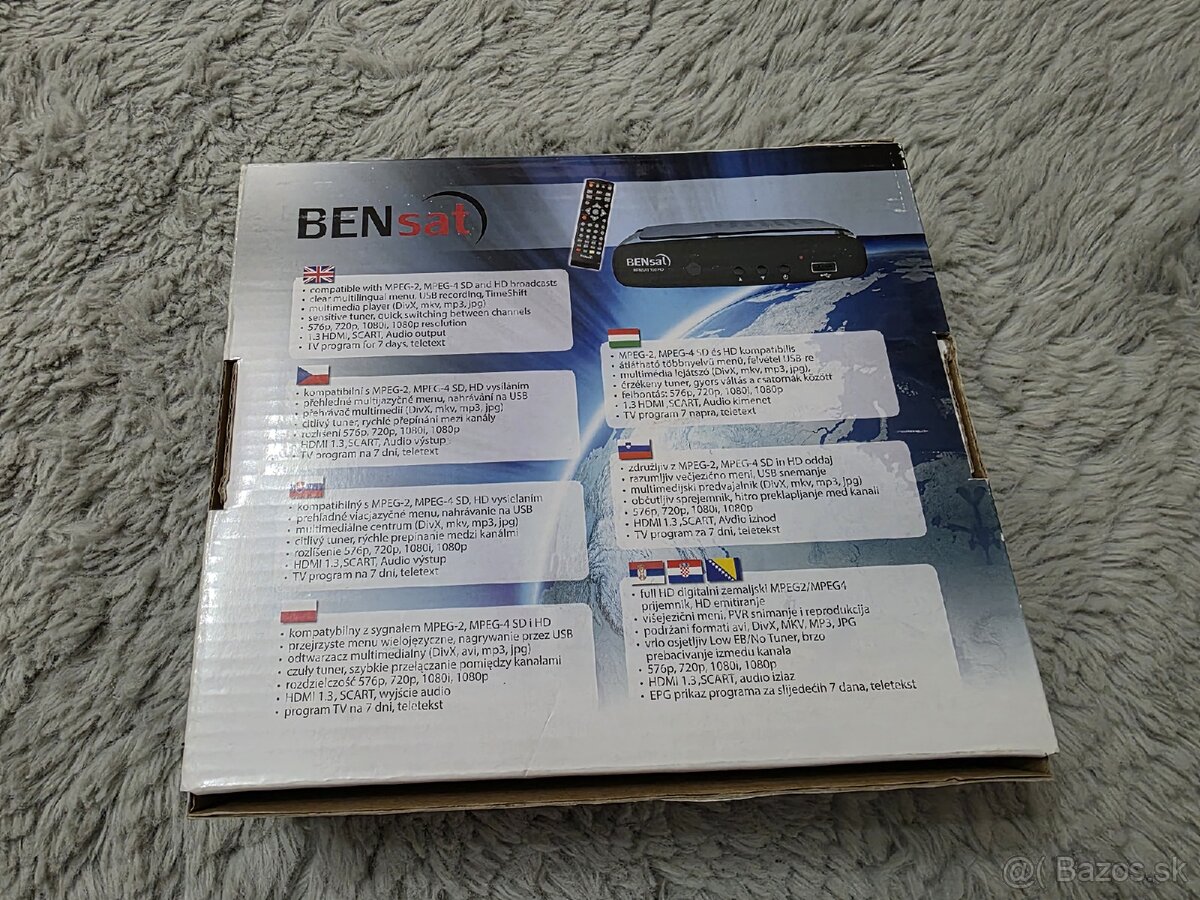 BENsat
BENsat
• compatible with MPEG-2, MPEG-4 SD and HD broadcasts
• clear multilingual menu, USB recording, TimeShift
• multimedia player (DivX, mkv, mp3, jpg)
• sensitive tuner, quick switching between channels
• 576p, 720p, 1080i, 1080p resolution
• 1.3 HDMI, SCART, Audio output
• TV program for 7 days, teletext
• kompatibilní s MPEG-2, MPEG-4 SD, HD vysíláním
• přehledné multijazyčné menu, nahrávání na USB
• přehrávač multimedií (DivX, mkv, mp3, jpg)
• citlivý tuner, rychlé přepínání mezi kanály
• rozlišení 576p, 720p, 1080i, 1080p
• HDMI 1.3, SCART, Audio výstup
• TV program na 7 dní, teletext
• kompatibilný s MPEG-2, MPEG-4 SD, HD vysielaním
• prehladné viacjazyčné menu, nahrávanie na USB
• multimediálne centrum (DivX, mkv, mp3, jpg)
• citlivý tuner, rýchle prepínanie medzi kanálmi
• rozlíšenie 576p, 720p, 1080i, 1080p
• HDMI 1.3, SCART, Audio výstup
• TV program na 7 dní, teletext
• kompatybilny z sygnałem MPEG-2, MPEG-4 SD i HD
• przejrzyste menu wielojezyczne, nagrywanie przez USB
• odtwarzacz multimedialny (DivX, avi, mp3, jpg)
• czuły tuner, szybkie przełączanie pomiędzy kanałami
• rozdzielczość 576p, 720p, 1080i, 1080p
• HDMI 1.3, SCART, wyjście audio
• program TV na 7 dni, teletekst
• MPEG-2, MPEG-4 SD és HD kompatibilis
• átlátható többnyelvű menü, felvétel USB re
• multimédia lejátszó (DivX, mkv, mp3, jpg),
• érzékeny tuner, gyors váltás a csatornák között
• felbontás: 576p, 720p, 1080i, 1080p
• 1.3 HDMI, SCART, Audio kimenet
• TV program 7 napra, teletext
• združljiv z MPEG-2, MPEG-4 SD in HD oddaj
• razumljiv večjezično meni, USB snemanje
• multimedijski predvajalnik (DivX, mkv, mp3, jpg)
• občutljiv sprejemnik, hitro preklapljanje med kanali
• 576p, 720p, 1080i, 1080p
• HDMI 1.3, SCART, Avdio izhod
• TV program za 7 dni, teletekst
• full HD digitalni zemaljski MPEG2/MPEG4
prijemnik, HD emitiranje
• višejezični meni, PVR snimanje i reprodukcija
• podržani formati avi, DivX, MKV, MP3, JPG
• vrlo osjetljiv Low EB/No Tuner, brzo
prebacivanje između kanala
• 576p, 720p, 1080i, 1080p
• HDMI 1.3, SCART, audio izlaz
• EPG prikaz programa za slijedećih 7 dana, teletekst
@( Bazos.sk